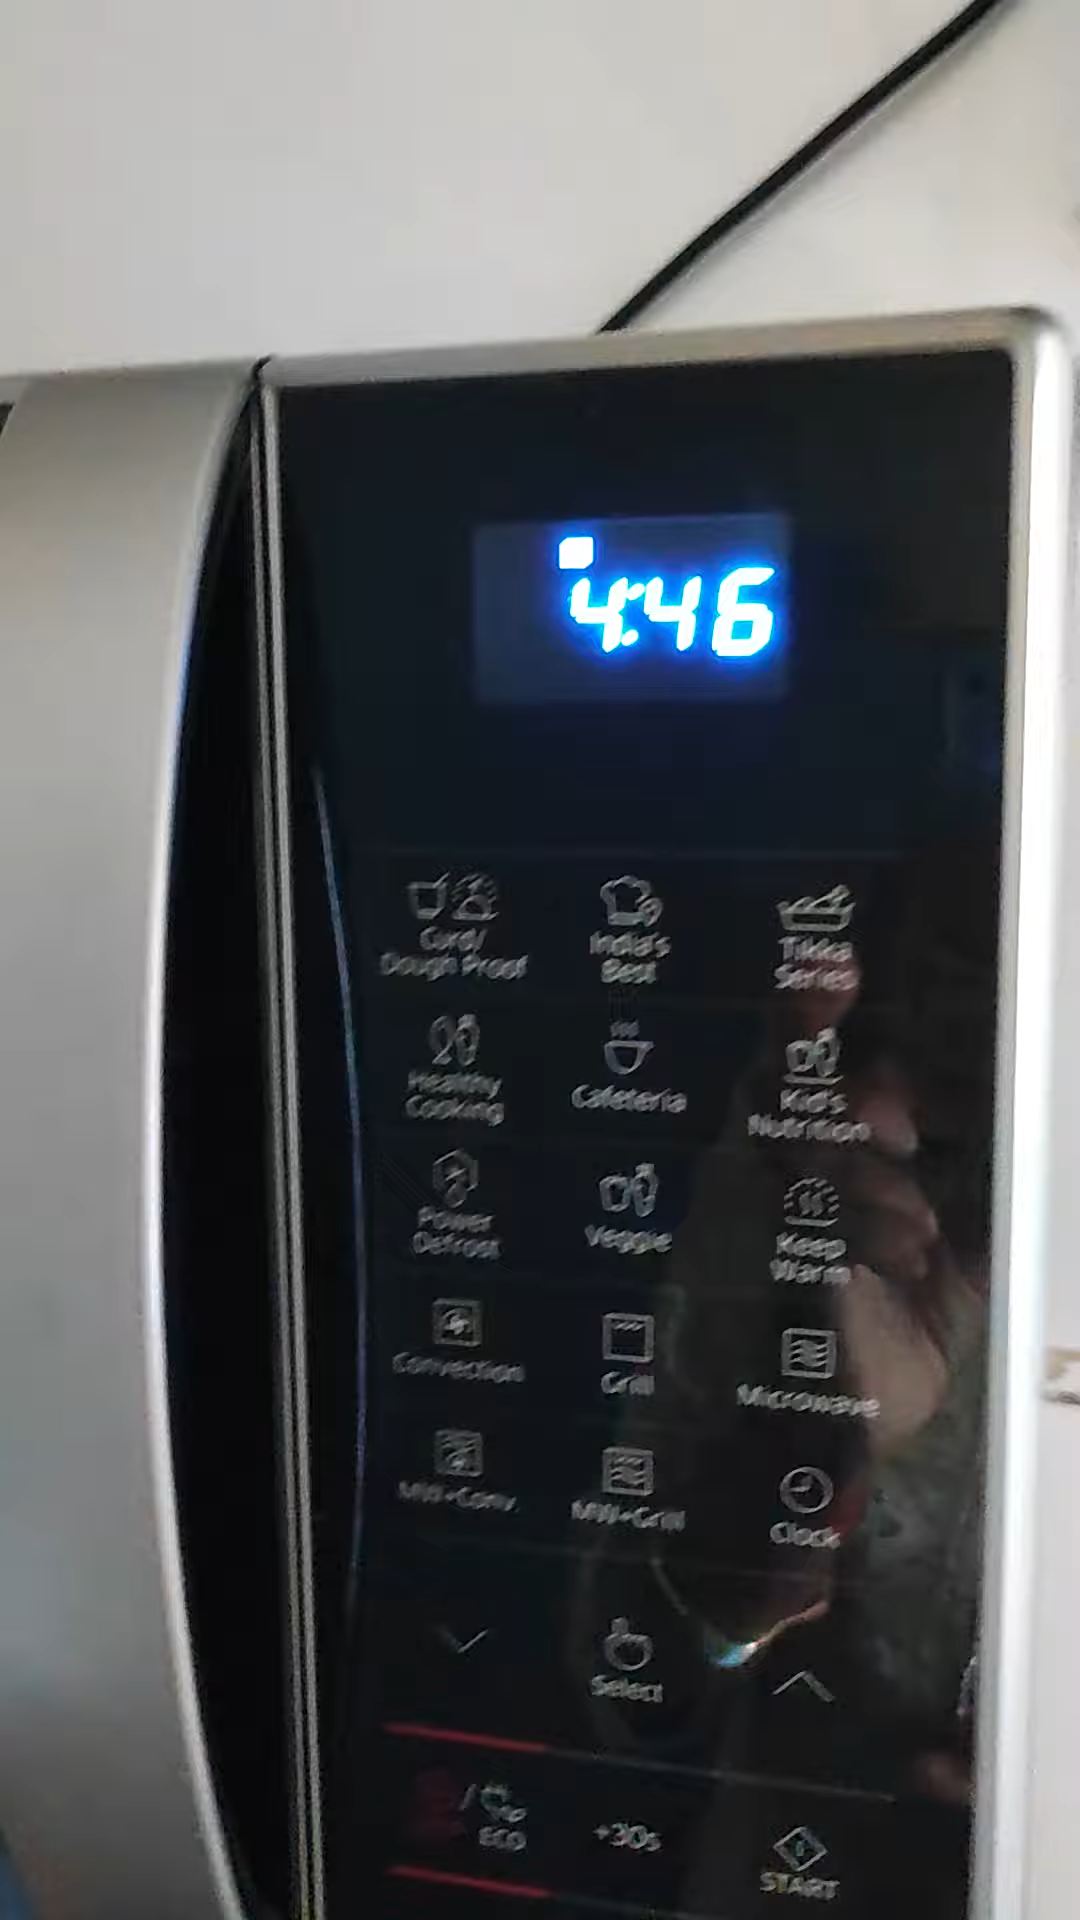 4:46
Curd/
Dough Proof
India's
Best
Tikka
Series
Healthy
Cooking
Cafeteria
Kid's
Nutrition
Power
Defrost
Veggie
Keep
Warm
Convection
Grill
Microwave
MW+Conv.
MW+Grill
Clock
Select
/
ECO
+30s
START